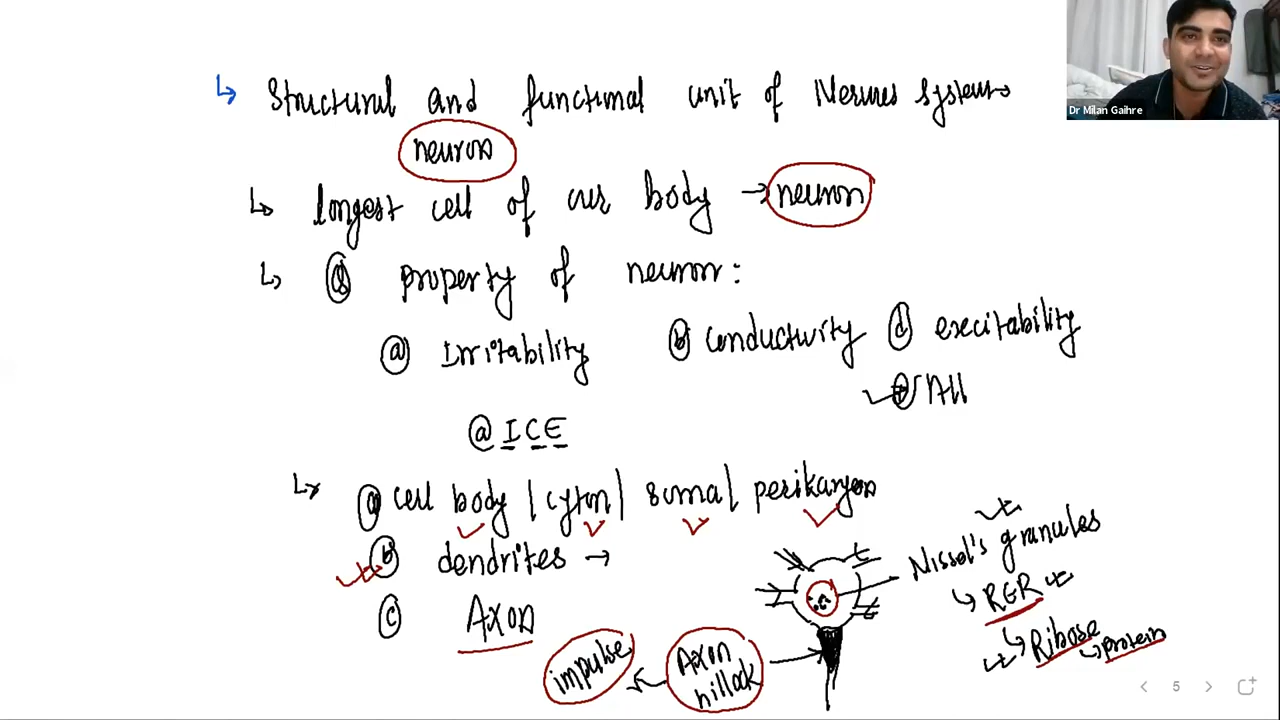 ↳ Structural and functional unit of Nervous system→
neuron
↳ longest cell of our body → neuron
↳ @ property of neuron:
ⓐ Irritability ⓑ conductivity ⓒ excitability
ⓓ All
@ I C E
↳ ⓐ cell body / cyton / soma / perikaryon
ⓑ dendrites →
ⓒ Axon
Nissol's granules
↳ RER
↳ Ribose
↳ protein
Axon hillock
impulse
Dr Milan Gaihre
5